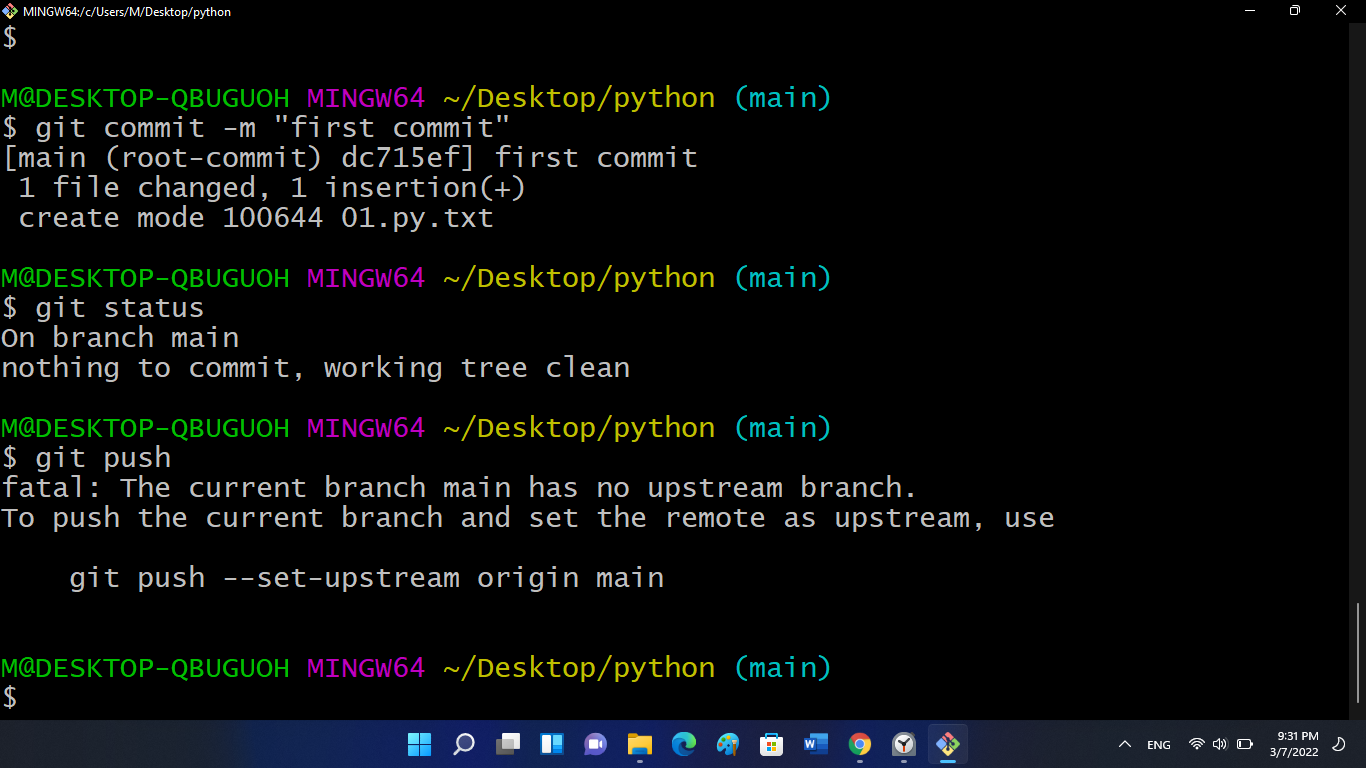 MINGW64:/c/Users/M/Desktop/python
$
M@DESKTOP-QBUGUOH MINGW64 ~/Desktop/python (main)
$ git commit -m "first commit"
[main (root-commit) dc715ef] first commit
 1 file changed, 1 insertion(+)
 create mode 100644 01.py.txt
M@DESKTOP-QBUGUOH MINGW64 ~/Desktop/python (main)
$ git status
On branch main
nothing to commit, working tree clean
M@DESKTOP-QBUGUOH MINGW64 ~/Desktop/python (main)
$ git push
fatal: The current branch main has no upstream branch.
To push the current branch and set the remote as upstream, use
    git push --set-upstream origin main
M@DESKTOP-QBUGUOH MINGW64 ~/Desktop/python (main)
$
W
ENG
9:31 PM
3/7/2022